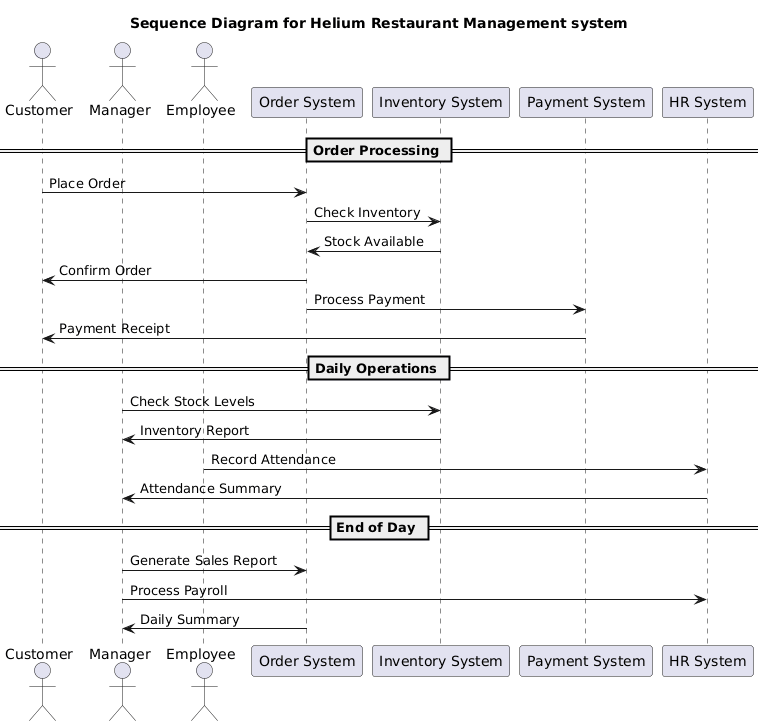 Sequence Diagram for Helium Restaurant Management system
Customer Manager Employee Order System Inventory System Payment System HR System
Order Processing
Place Order
Check Inventory
Stock Available
Confirm Order
Process Payment
Payment Receipt
Daily Operations
Check Stock Levels
Inventory Report
Record Attendance
Attendance Summary
End of Day
Generate Sales Report
Process Payroll
Daily Summary
Customer Manager Employee Order System Inventory System Payment System HR System